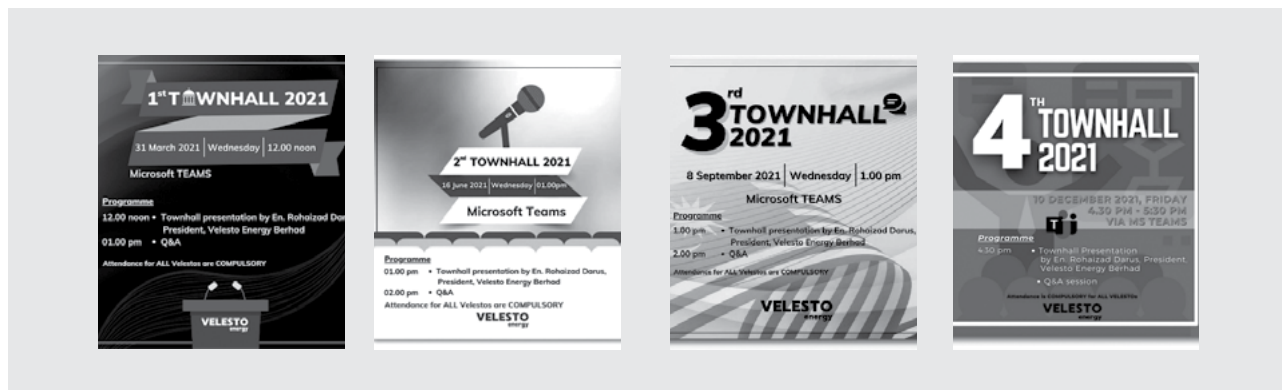 1st TOWNHALL 2021
31 March 2021 | Wednesday | 12.00 noon
Microsoft TEAMS
Programme
12.00 noon • Townhall presentation by En. Rohaizad Dar
President, Velesto Energy Berhad
01.00 pm • Q&A
Attendance for ALL Velestos are COMPULSORY
VELESTO
energy
2st TOWNHALL 2021
16 June 2021 | Wednesday | 01.00pm
Microsoft Teams
Programme
01.00 pm • Townhall presentation by En. Rohaizad Darus,
President, Velesto Energy Berhad
02.00 pm • Q&A
Attendance for ALL Velestos are COMPULSORY
VELESTO
energy
3rd TOWNHALL
2021
8 September 2021 | Wednesday | 1.00 pm
Microsoft TEAMS
Programme
1.00 pm • Townhall presentation by En. Rohaizad Darus,
President, Velesto Energy Berhad
2.00 pm • Q&A
Attendance for ALL Velestos are COMPULSORY
VELESTO
energy
4TH TOWNHALL
2021
10 DECEMBER 2021, FRIDAY
4.30 PM - 5:30 PM
VIA MS TEAMS
Programme
4.30 pm • Townhall Presentation
by En. Rohaizad Darus, President,
Velesto Energy Berhad
• Q&A session
Attendance is COMPULSORY for ALL VELESTOs
VELESTO
energy